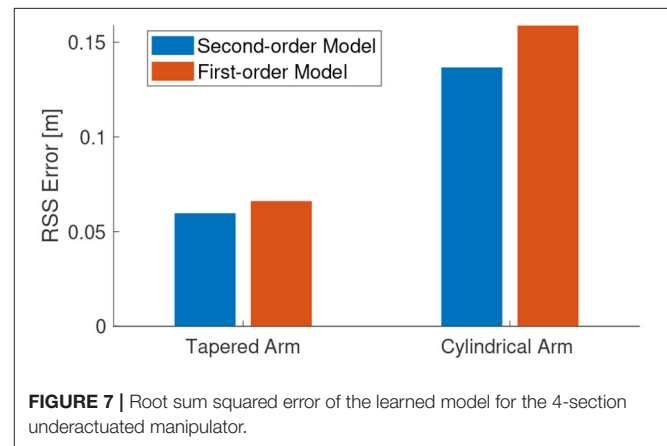 0.15
0.1
0.05
0
RSS Error [m]
Second-order Model
First-order Model
Tapered Arm
Cylindrical Arm
FIGURE 7 | Root sum squared error of the learned model for the 4-section
underactuated manipulator.